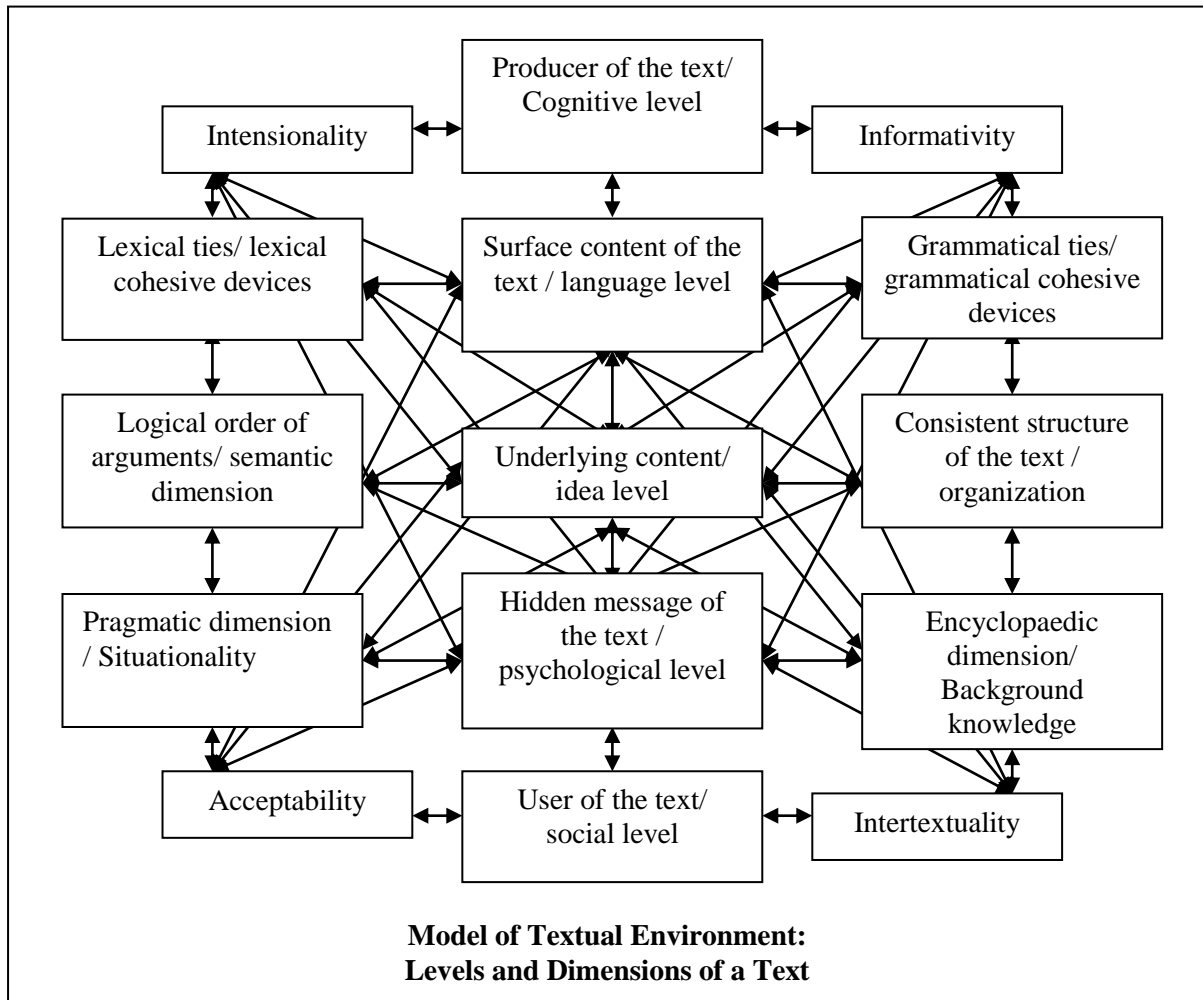 Producer of the text/
Cognitive level
Intensionality
Informativity
Lexical ties/ lexical
cohesive devices
Surface content of the
text / language level
Grammatical ties/
grammatical cohesive
devices
Logical order of
arguments/ semantic
dimension
Underlying content/
idea level
Consistent structure
of the text /
organization
Pragmatic dimension
/ Situationality
Hidden message of
the text /
psychological level
Encyclopaedic
dimension/
Background
knowledge
Acceptability
User of the text/
social level
Intertextuality
Model of Textual Environment:
Levels and Dimensions of a Text